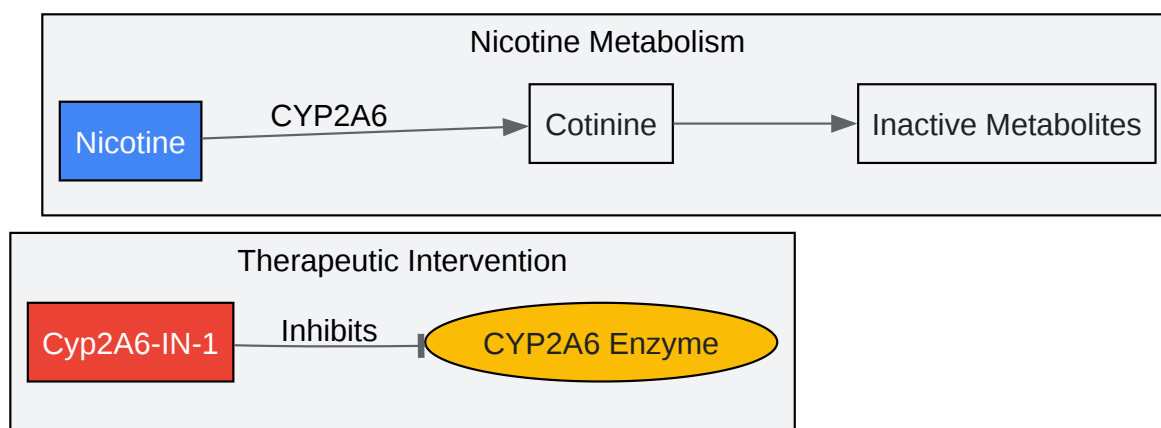 Nicotine Metabolism
Nicotine
CYP2A6
Cotinine
Inactive Metabolites
Therapeutic Intervention
Cyp2A6-IN-1
Inhibits
CYP2A6 Enzyme